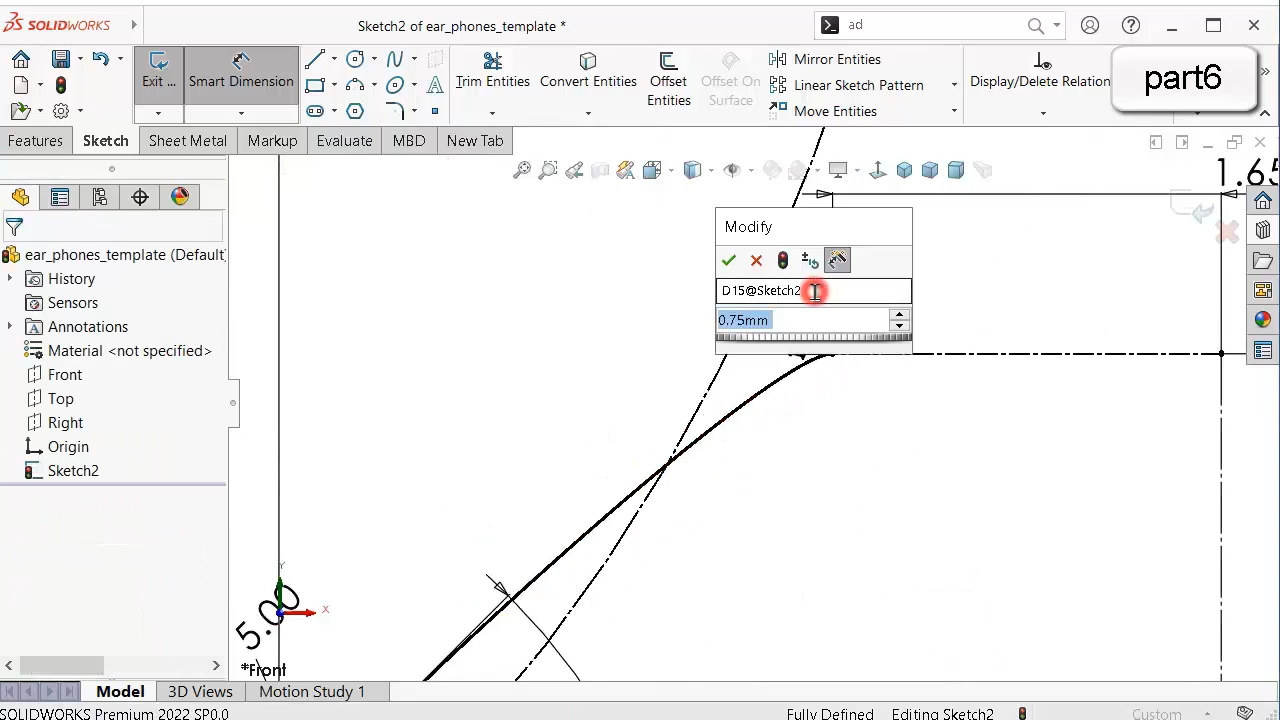 SOLIDWORKS
Sketch2 of ear_phones_template *
ad
Exit ...
Smart Dimension
Trim Entities
Convert Entities
Offset
Entities
Offset On
Surface
Mirror Entities
Linear Sketch Pattern
Move Entities
Display/Delete Relation
part6
Features
Sketch
Sheet Metal
Markup
Evaluate
MBD
New Tab
1.65
ear_phones_template (Default)
History
Sensors
Annotations
Material <not specified>
Front
Top
Right
Origin
Sketch2
Modify
D15@Sketch2
0.75mm
Y
X
5.00
*Front
Model
3D Views
Motion Study 1
SOLIDWORKS Premium 2022 SP0.0
Fully Defined
Editing Sketch2
Custom